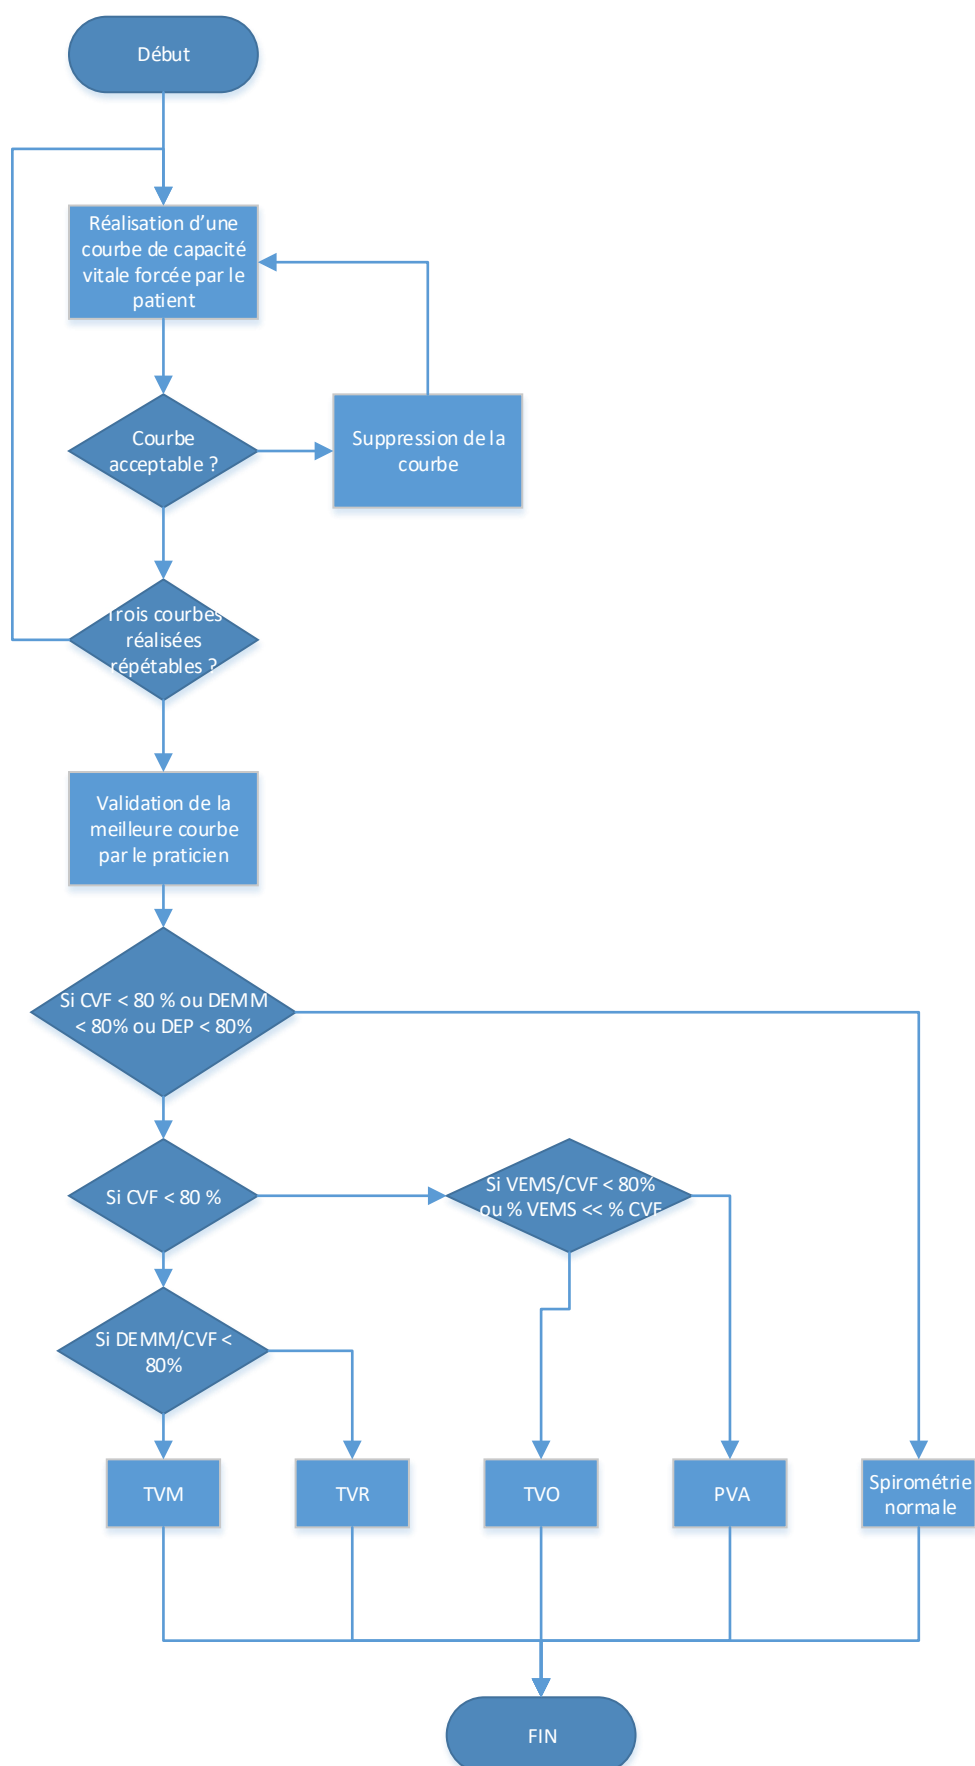 Début
Réalisation d’une
courbe de capacité
vitale forcée par le
patient
Courbe
acceptable ?
Suppression de la
courbe
Trois courbes
réalisées
répétables ?
Validation de la
meilleure courbe
par le praticien
Si CVF < 80 % ou DEMM
< 80% ou DEP < 80%
Si CVF < 80 %
Si VEMS/CVF < 80%
ou % VEMS << % CVF
Si DEMM/CVF <
80%
TVM
TVR
TVO
PVA
Spirométrie
normale
FIN